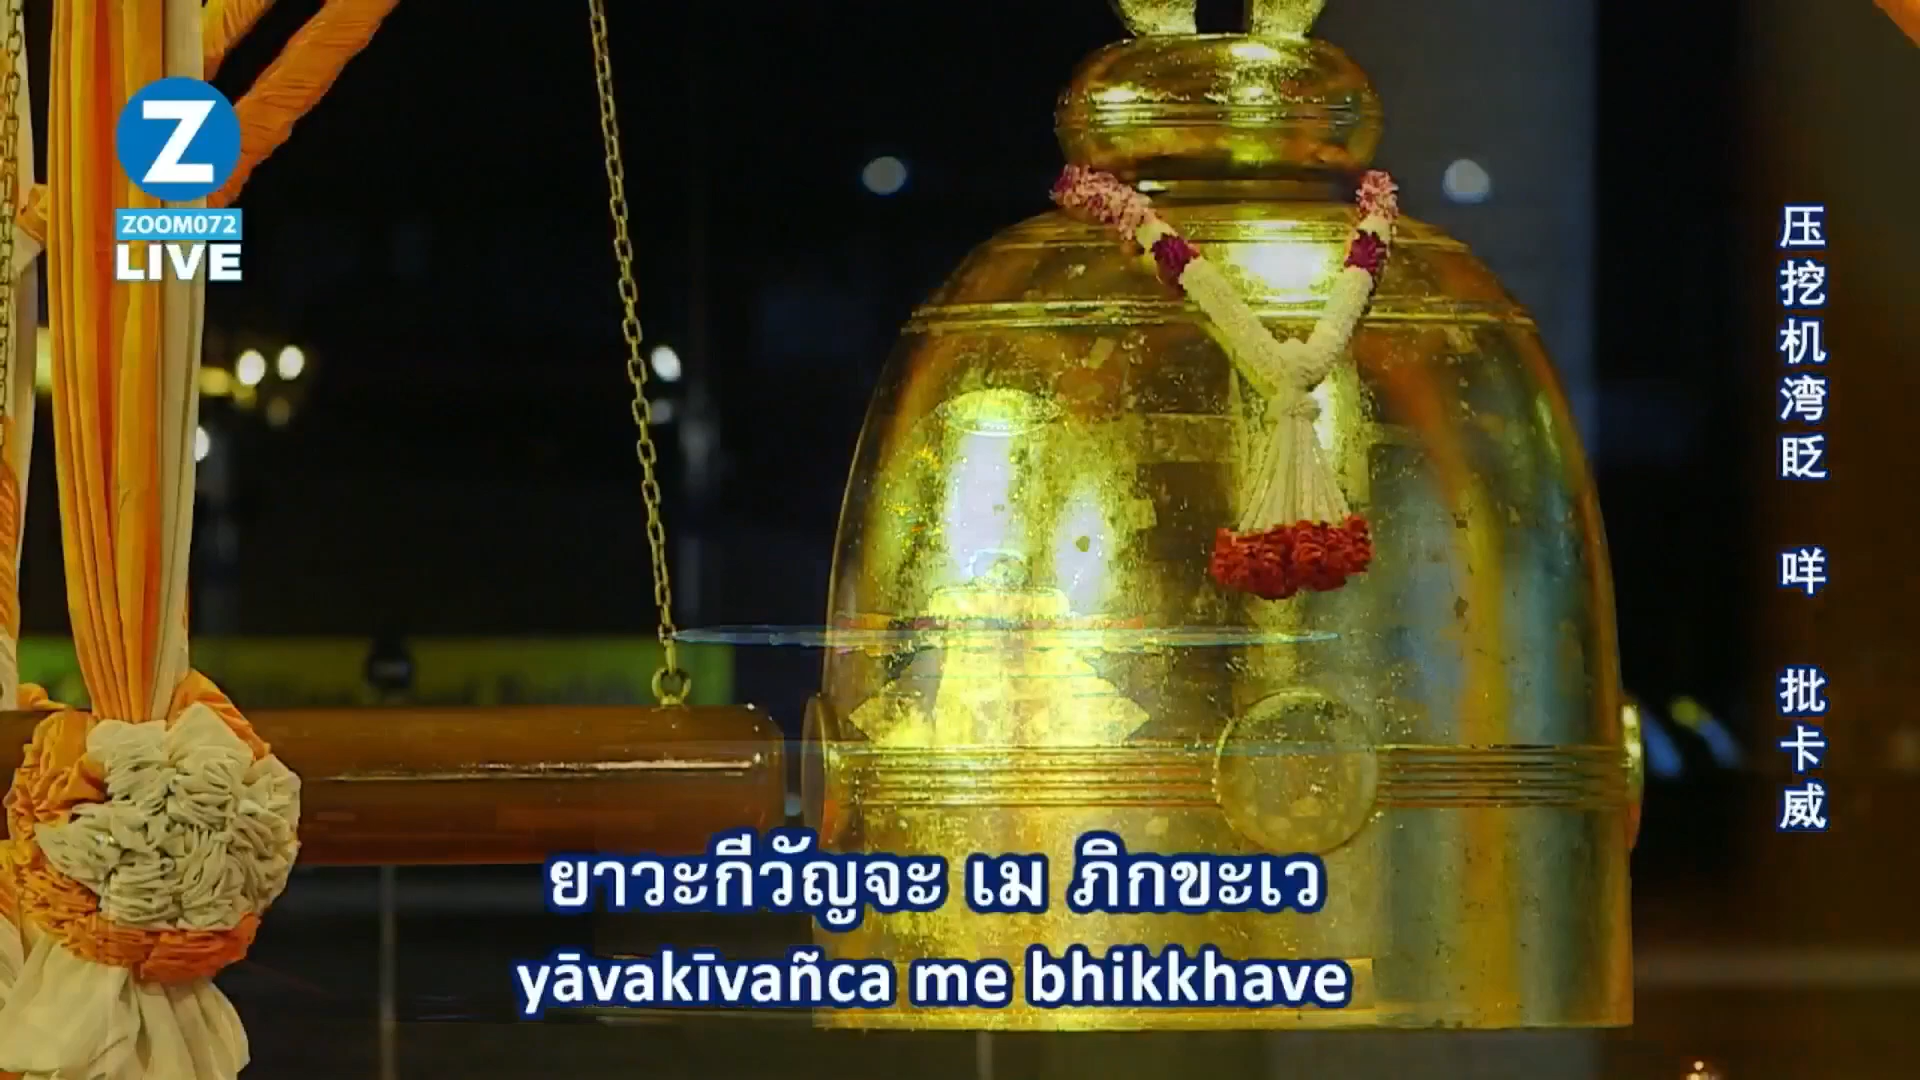 Z
ZOOM072
LIVE
压挖机湾眨 咩 批卡威
ยาวะกีวัญจะ เม ภิกขะเว
yāvakīvañca me bhikkhave